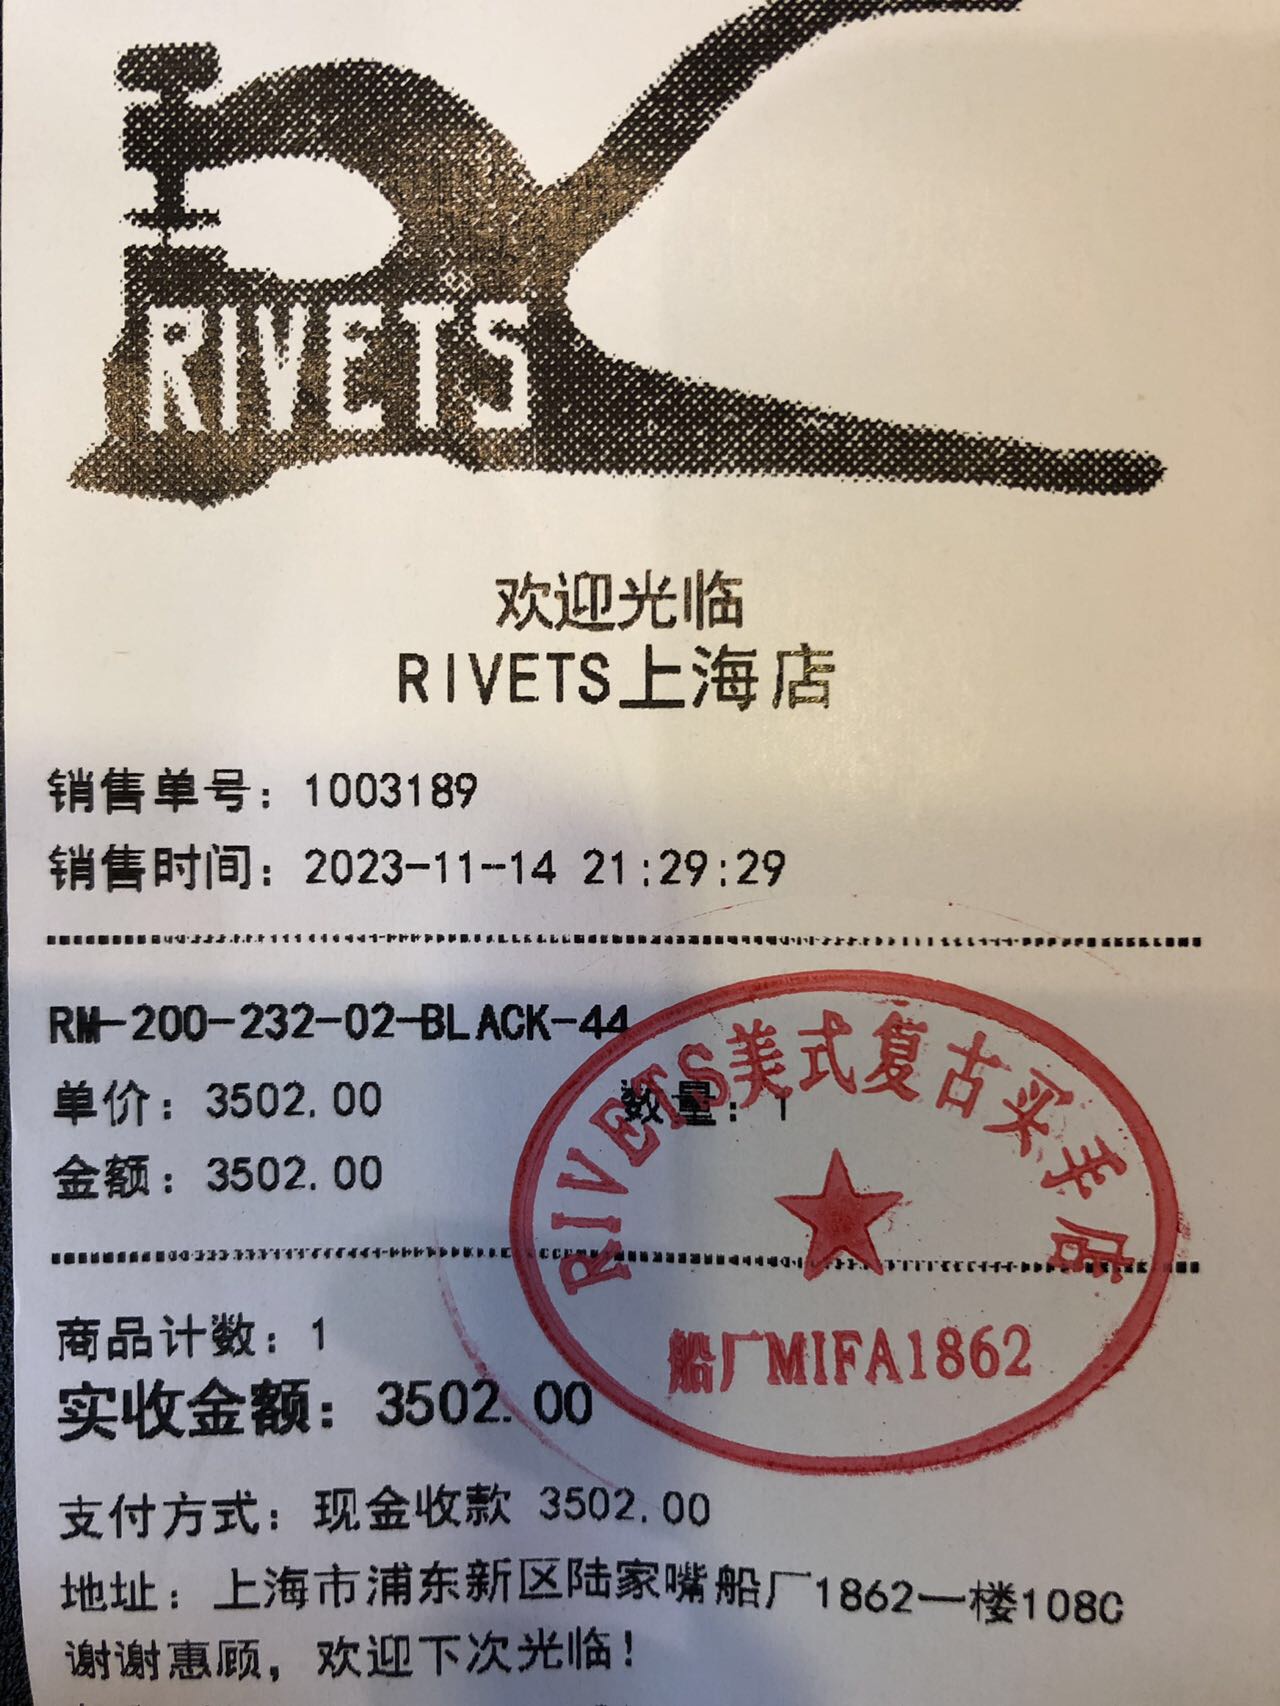 RIVETS
欢迎光临
RIVETS上海店
销售单号：1003189
销售时间：2023-11-14 21:29:29
RM-200-232-02-BLACK-44
单价：3502.00 数量：1
金额：3502.00
RIVETS美式复古买手店
船厂MIFA1862
商品计数：1
实收金额：3502.00
支付方式：现金收款 3502.00
地址：上海市浦东新区陆家嘴船厂1862一楼108C
谢谢惠顾，欢迎下次光临！